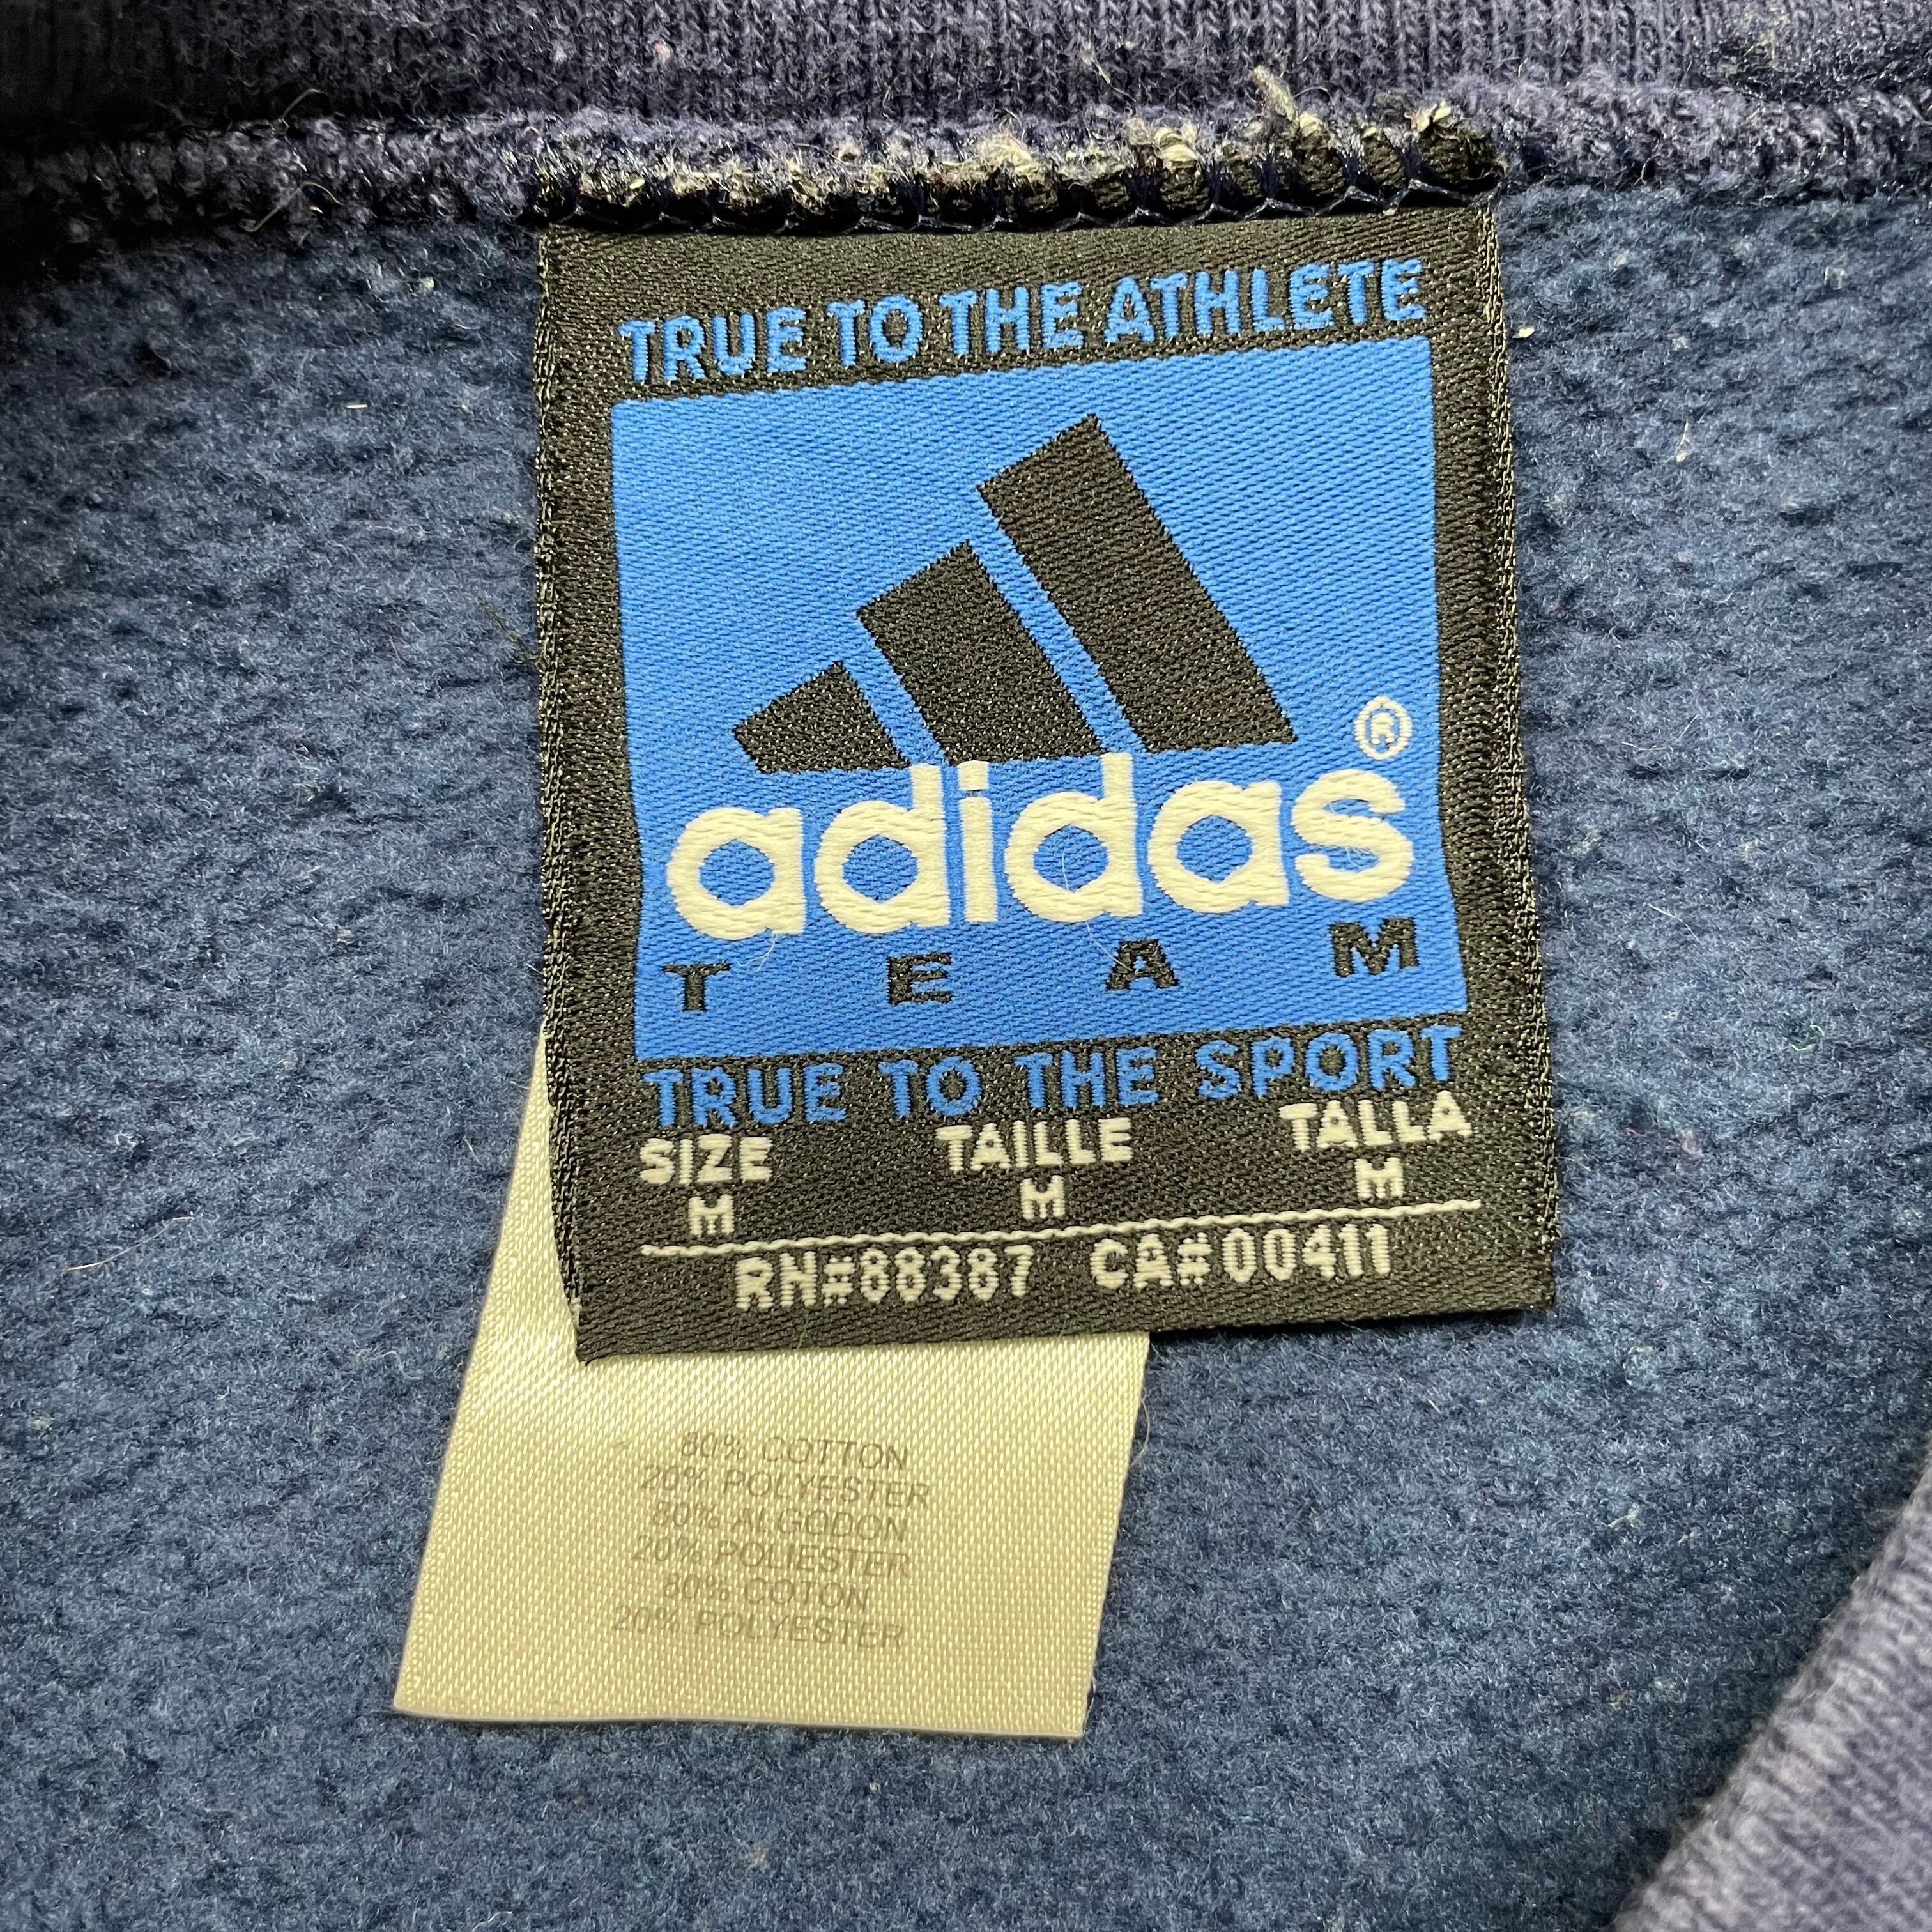 TRUE TO THE ATHLETE
®
adidas
T E A M
TRUE TO THE SPORT
SIZE TAILLE TALLA
M M M
RN#88387 CA#00411
80% COTTON
20% POLYESTER
80% ALGODON
20% POLIESTER
80% COTON
20% POLYESTER